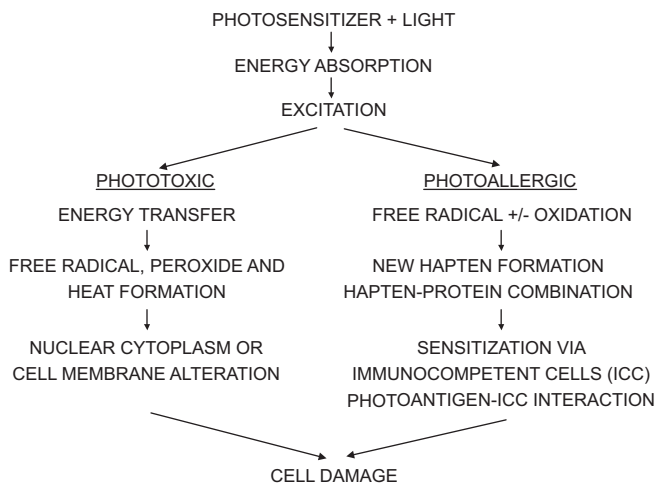 PHOTOSENSITIZER + LIGHT
ENERGY ABSORPTION
EXCITATION
PHOTOTOXIC
ENERGY TRANSFER
FREE RADICAL, PEROXIDE AND
HEAT FORMATION
NUCLEAR CYTOPLASM OR
CELL MEMBRANE ALTERATION
PHOTOALLERGIC
FREE RADICAL +/- OXIDATION
NEW HAPTEN FORMATION
HAPTEN-PROTEIN COMBINATION
SENSITIZATION VIA
IMMUNOCOMPETENT CELLS (ICC)
PHOTOANTIGEN-ICC INTERACTION
CELL DAMAGE